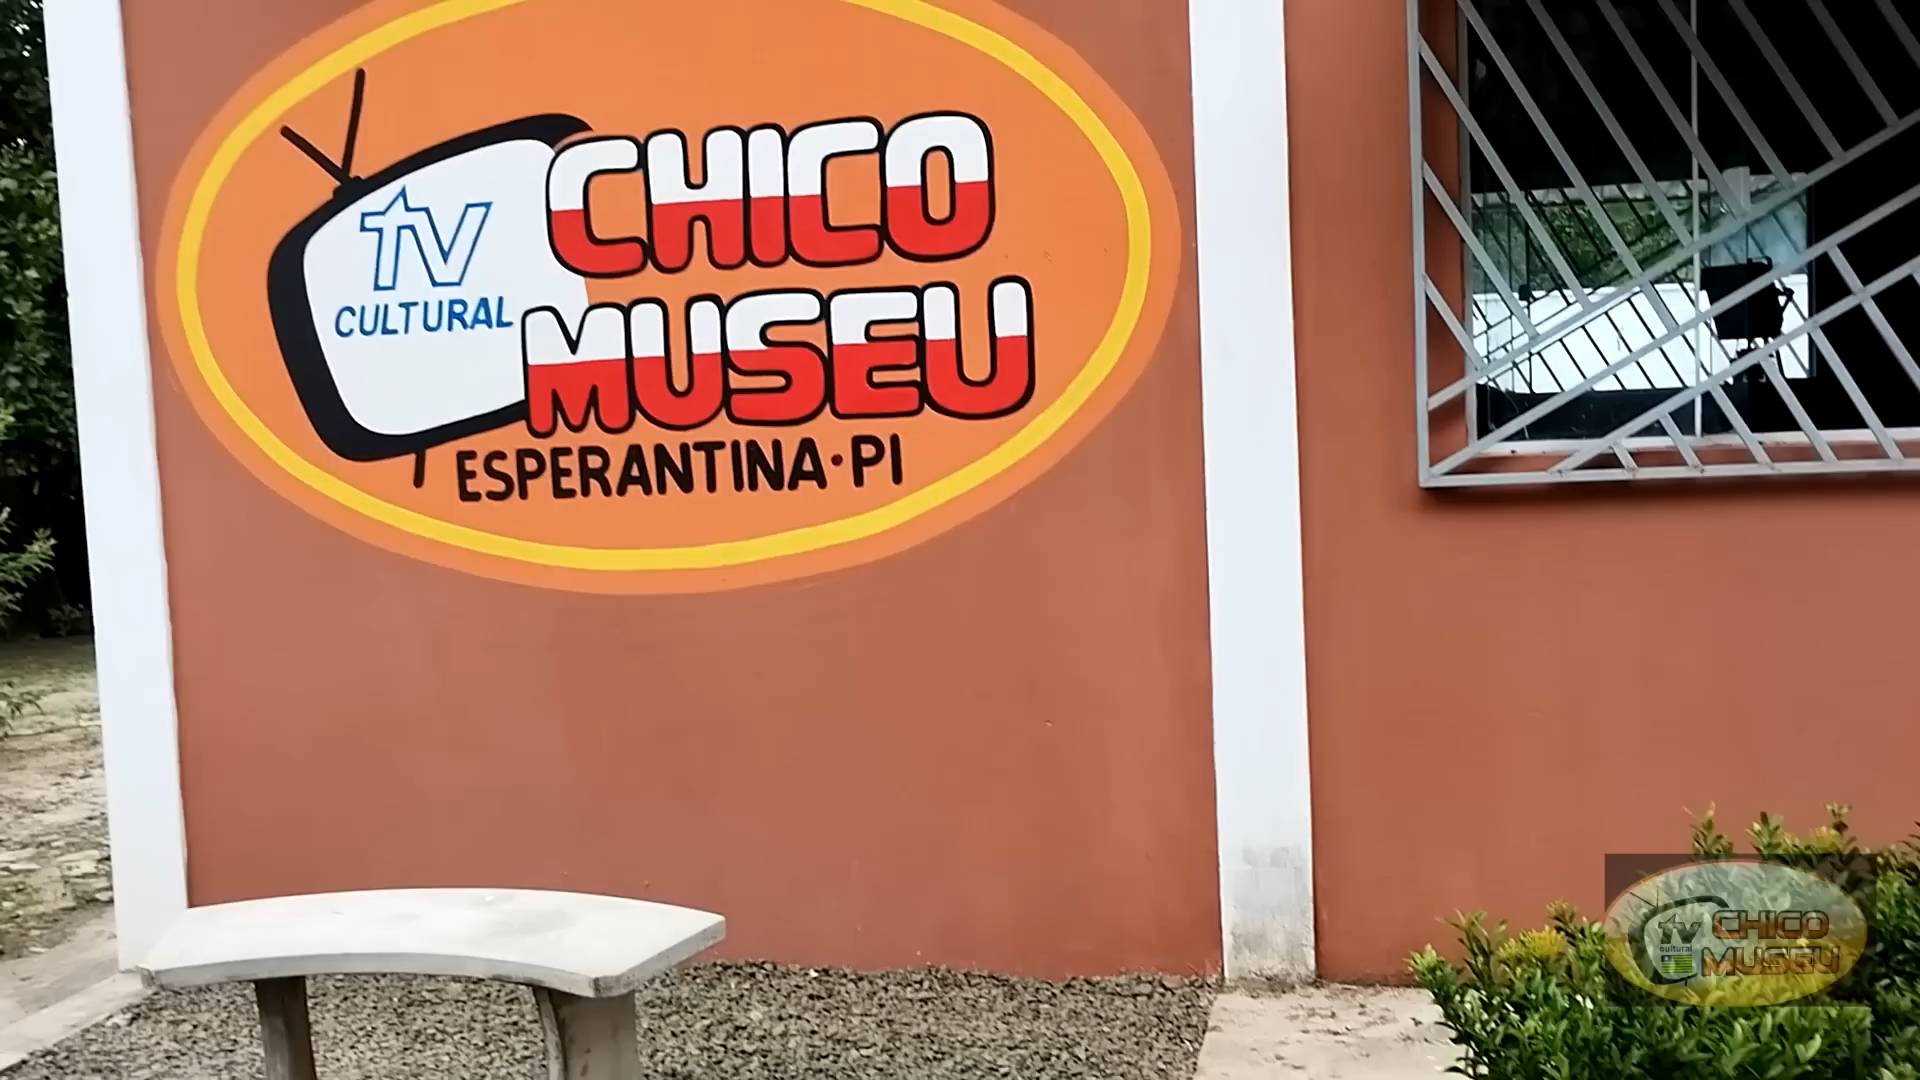 TV
CULTURAL
CHICO
MUSEU
ESPERANTINA·PI
tv
cultural
CHICO
MUSEU